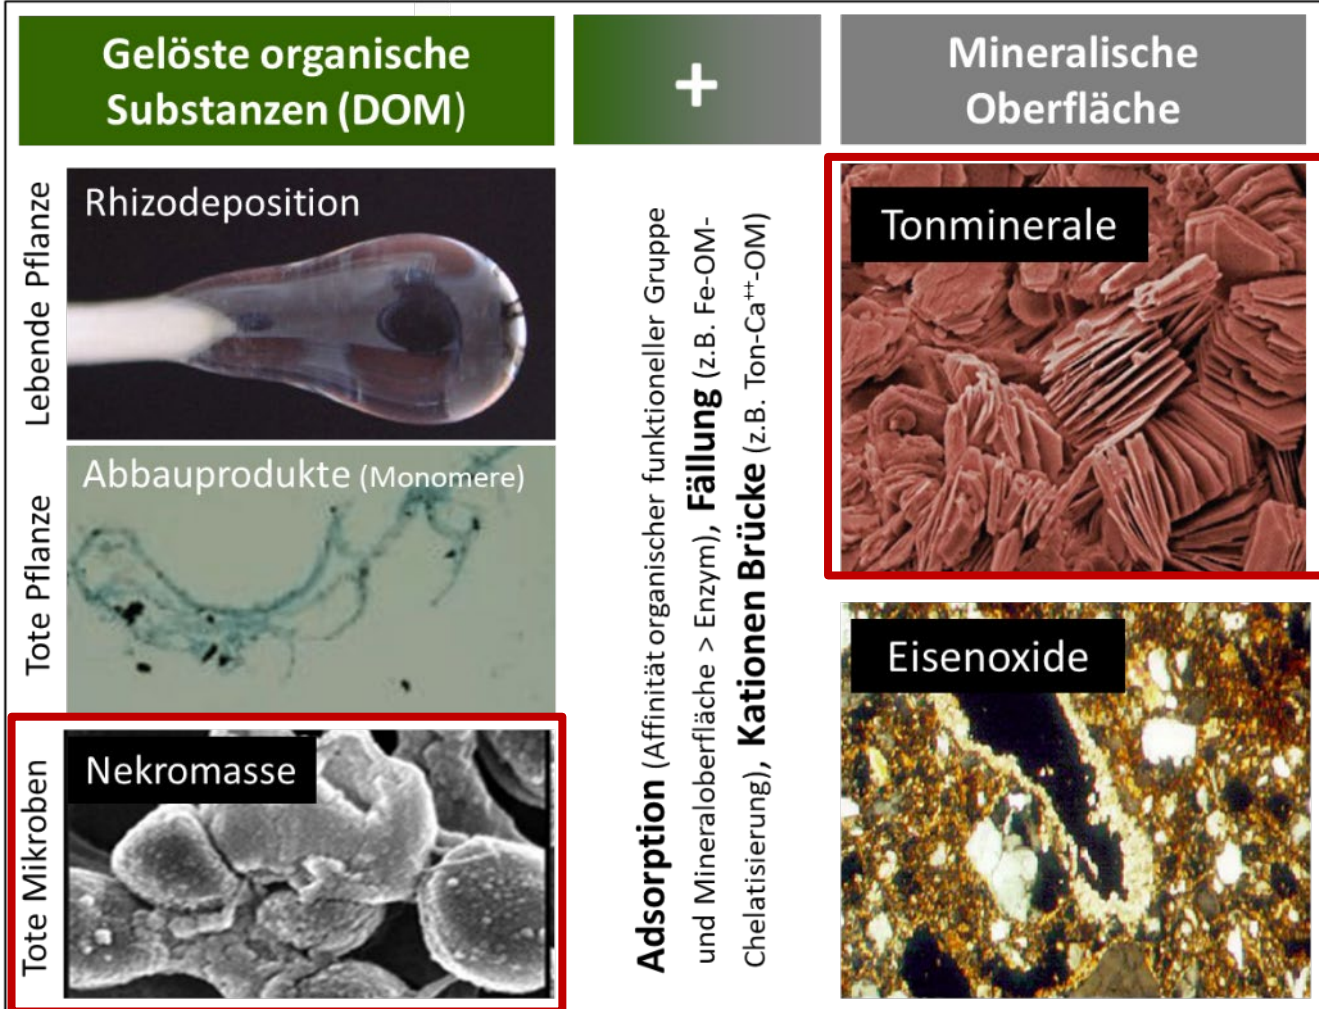 Gelöste organische
Substanzen (DOM)
+
Mineralische
Oberfläche
Lebende Pflanze
Rhizodeposition
Tote Pflanze
Abbauprodukte (Monomere)
Tote Mikroben
Nekromasse
Adsorption (Affinität organischer funktioneller Gruppe
und Mineraloberfläche > Enzym), Fällung (z.B. Fe-OM-
Chelatisierung), Kationen Brücke (z.B. Ton-Ca⁺⁺-OM)
Tonminerale
Eisenoxide